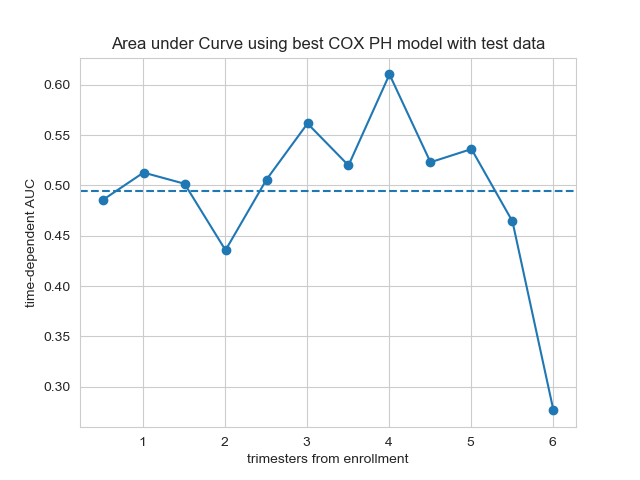 Area under Curve using best COX PH model with test data
time-dependent AUC
0.60
0.55
0.50
0.45
0.40
0.35
0.30
1 2 3 4 5 6
trimesters from enrollment